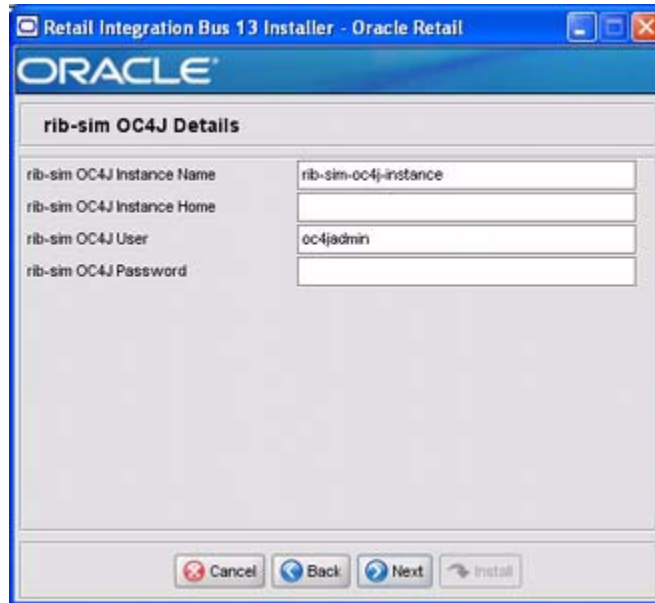 Retail Integration Bus 13 Installer - Oracle Retail
ORACLE
rib-sim OC4J Details
rib-sim OC4J Instance Name rib-sim-oc4j-instance
rib-sim OC4J Instance Home
rib-sim OC4J User oc4jadmin
rib-sim OC4J Password
Cancel Back Next Install